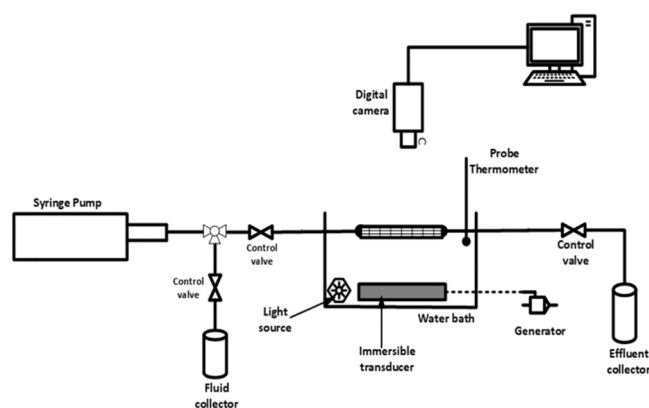 Digital
camera
Probe
Thermometer
Syringe Pump
Control
valve
Control
valve
Control
valve
Light
source
Water bath
Immersible
transducer
Generator
Fluid
collector
Effluent
collector